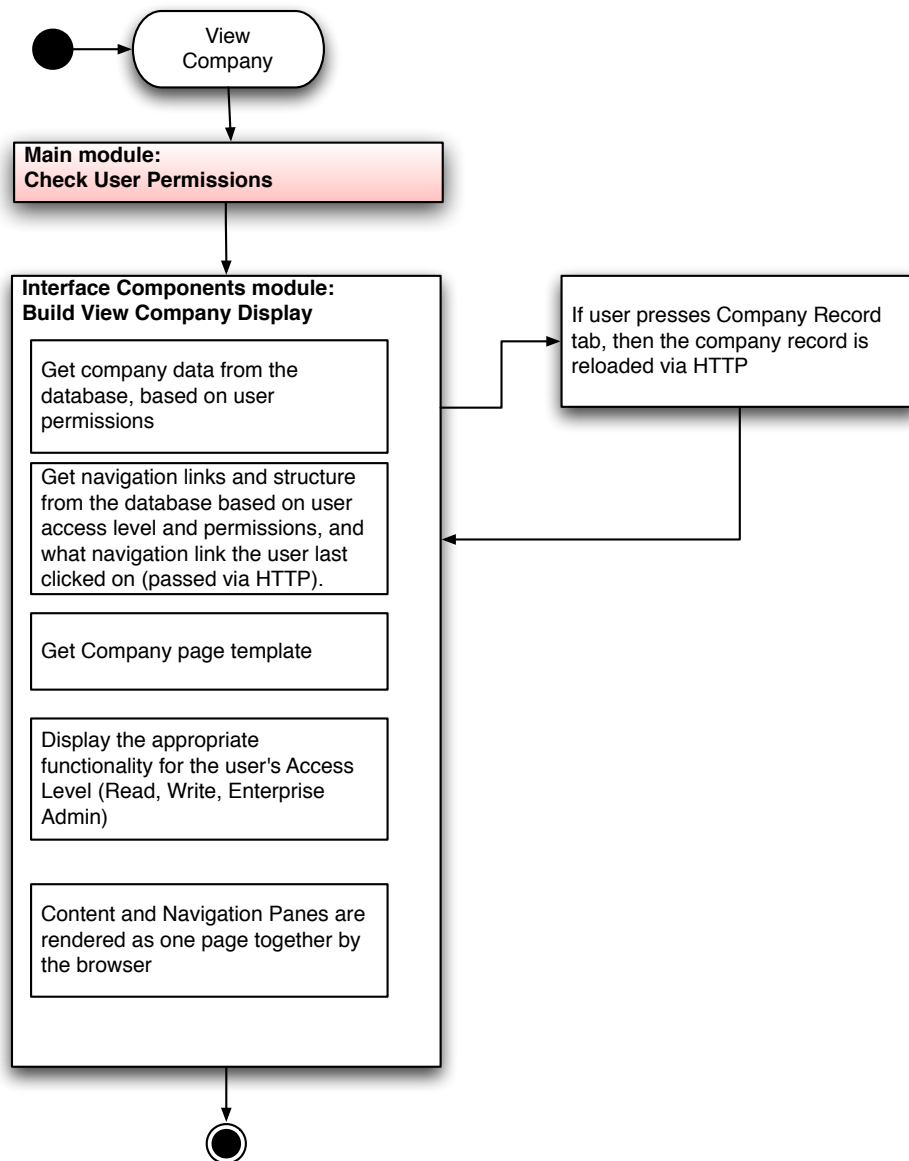 View
Company
Main module:
Check User Permissions
Interface Components module:
Build View Company Display
Get company data from the
database, based on user
permissions
Get navigation links and structure
from the database based on user
access level and permissions, and
what navigation link the user last
clicked on (passed via HTTP).
Get Company page template
Display the appropriate
functionality for the user's Access
Level (Read, Write, Enterprise
Admin)
Content and Navigation Panes are
rendered as one page together by
the browser
If user presses Company Record
tab, then the company record is
reloaded via HTTP